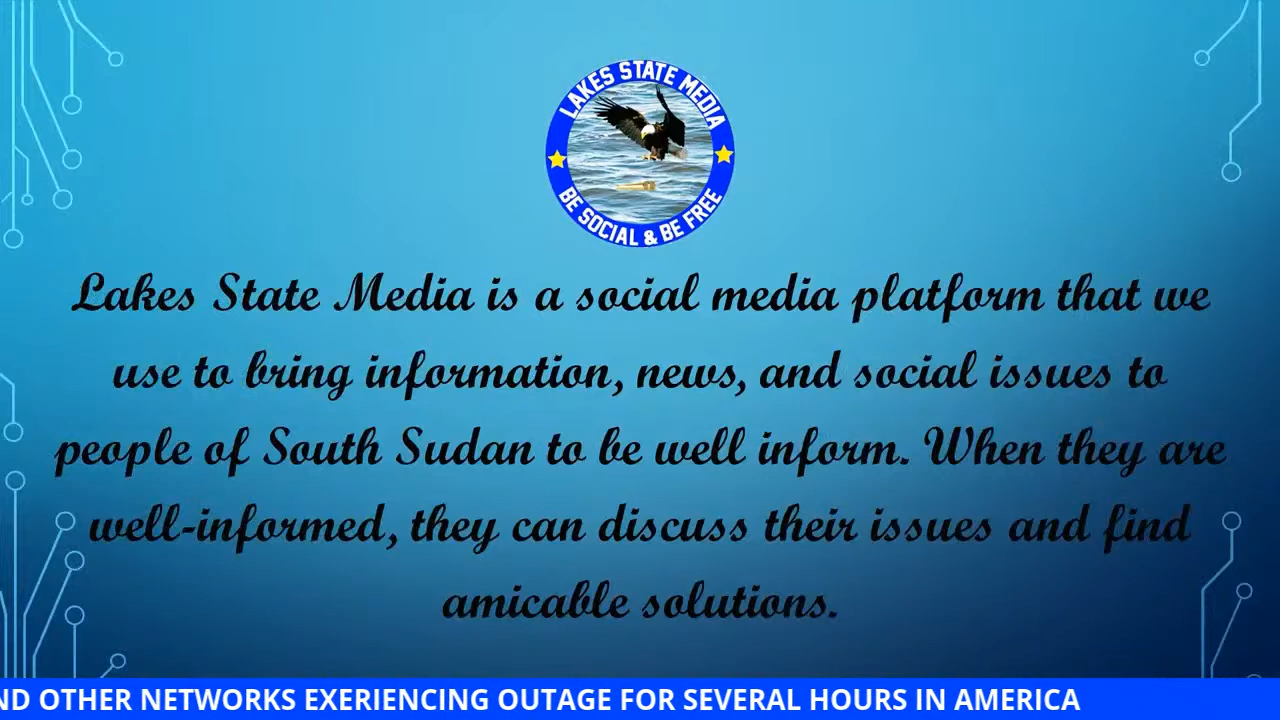 LAKES STATE MEDIA
BE SOCIAL & BE FREE
Lakes State Media is a social media platform that we
use to bring information, news, and social issues to
people of South Sudan to be well inform. When they are
well-informed, they can discuss their issues and find
amicable solutions.
OTHER NETWORKS EXERIENCING OUTAGE FOR SEVERAL HOURS IN AMERICA